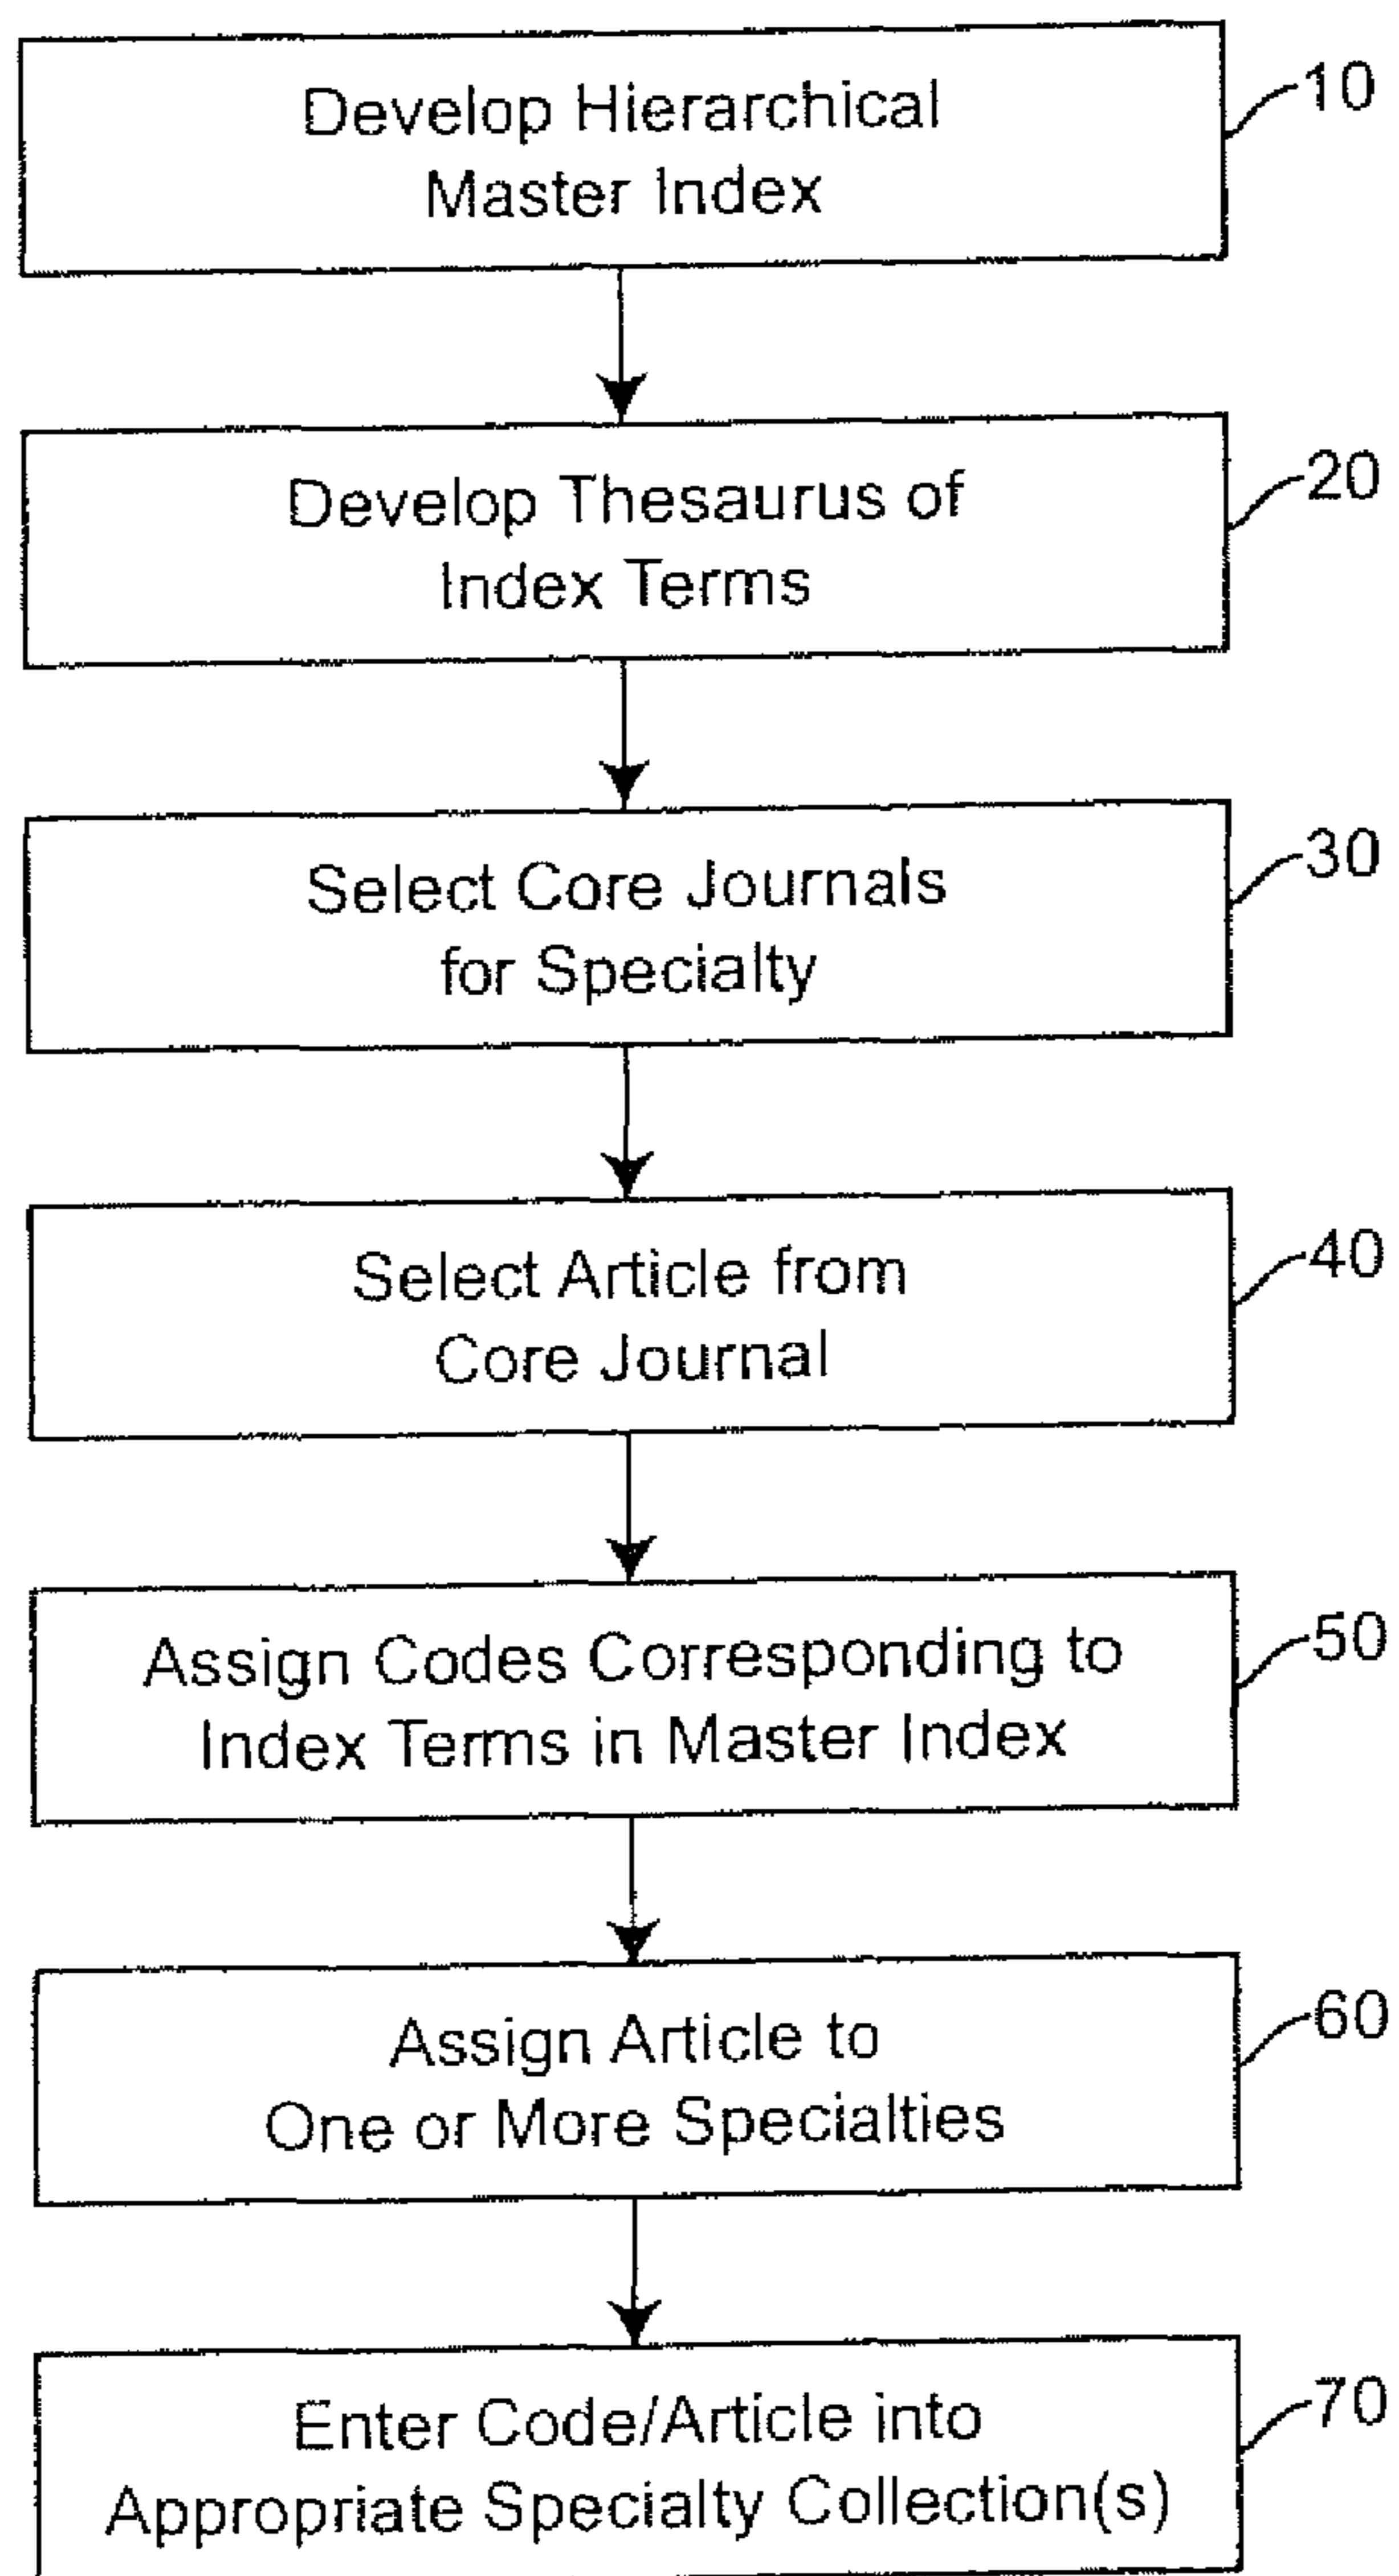 Develop Hierarchical
Master Index
10
Develop Thesaurus of
Index Terms
20
Select Core Journals
for Specialty
30
Select Article from
Core Journal
40
Assign Codes Corresponding to
Index Terms in Master Index
50
Assign Article to
One or More Specialties
60
Enter Code/Article into
Appropriate Specialty Collection(s)
70